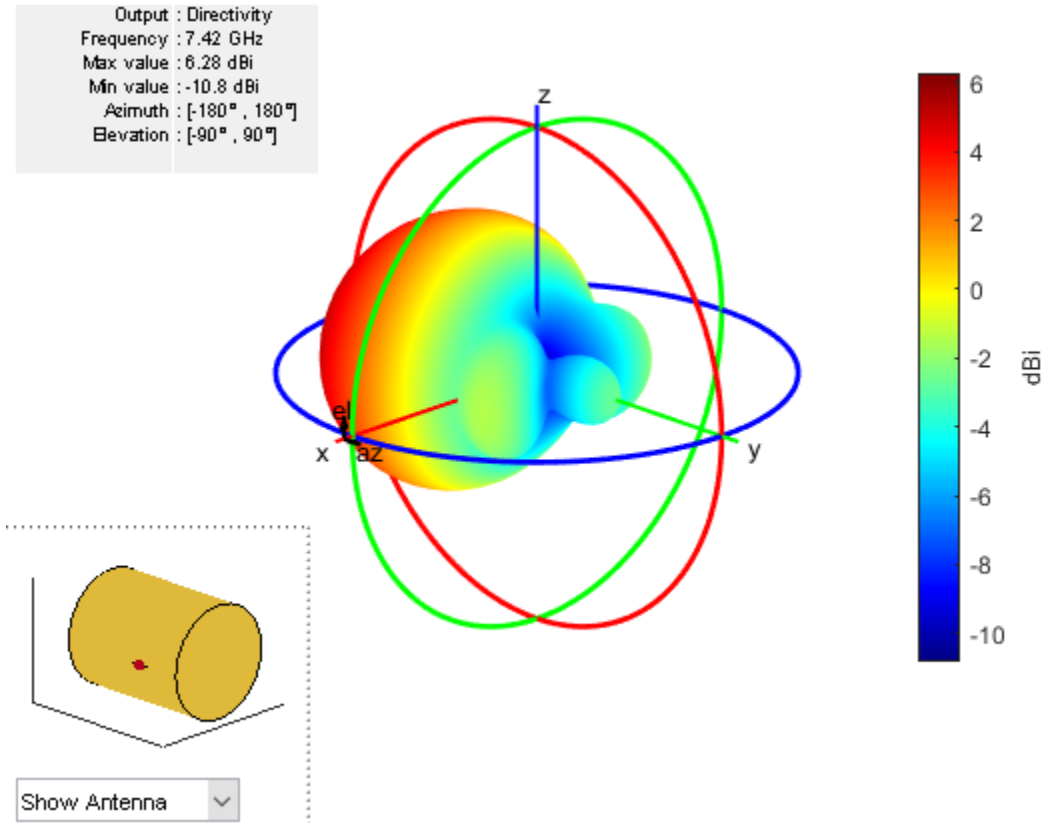 Output : Directivity
Frequency : 7.42 GHz
Max value : 6.28 dBi
Min value : -10.8 dBi
Azimuth : [-180° , 180°]
Elevation : [-90° , 90°]
z
el
x
az
y
6
4
2
0
-2
-4
-6
-8
-10
dBi
Show Antenna